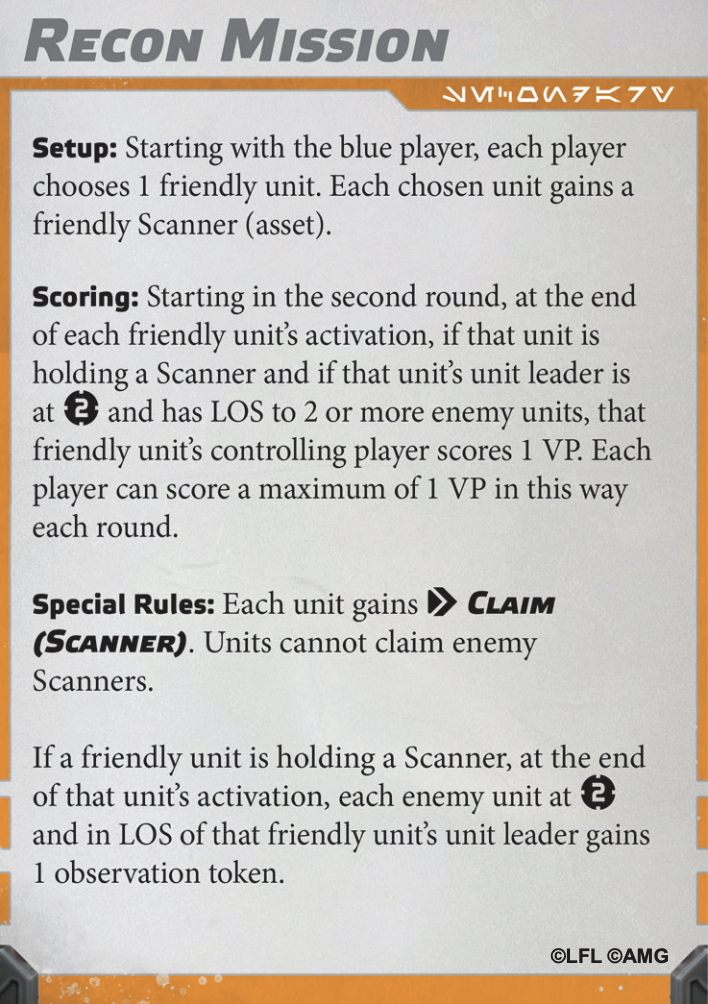 RECON MISSION
Setup: Starting with the blue player, each player
chooses 1 friendly unit. Each chosen unit gains a
friendly Scanner (asset).
Scoring: Starting in the second round, at the end
of each friendly unit’s activation, if that unit is
holding a Scanner and if that unit’s unit leader is
at 2 and has LOS to 2 or more enemy units, that
friendly unit’s controlling player scores 1 VP. Each
player can score a maximum of 1 VP in this way
each round.
Special Rules: Each unit gains CLAIM
(SCANNER). Units cannot claim enemy
Scanners.
If a friendly unit is holding a Scanner, at the end
of that unit’s activation, each enemy unit at 2
and in LOS of that friendly unit’s unit leader gains
1 observation token.
©LFL ©AMG